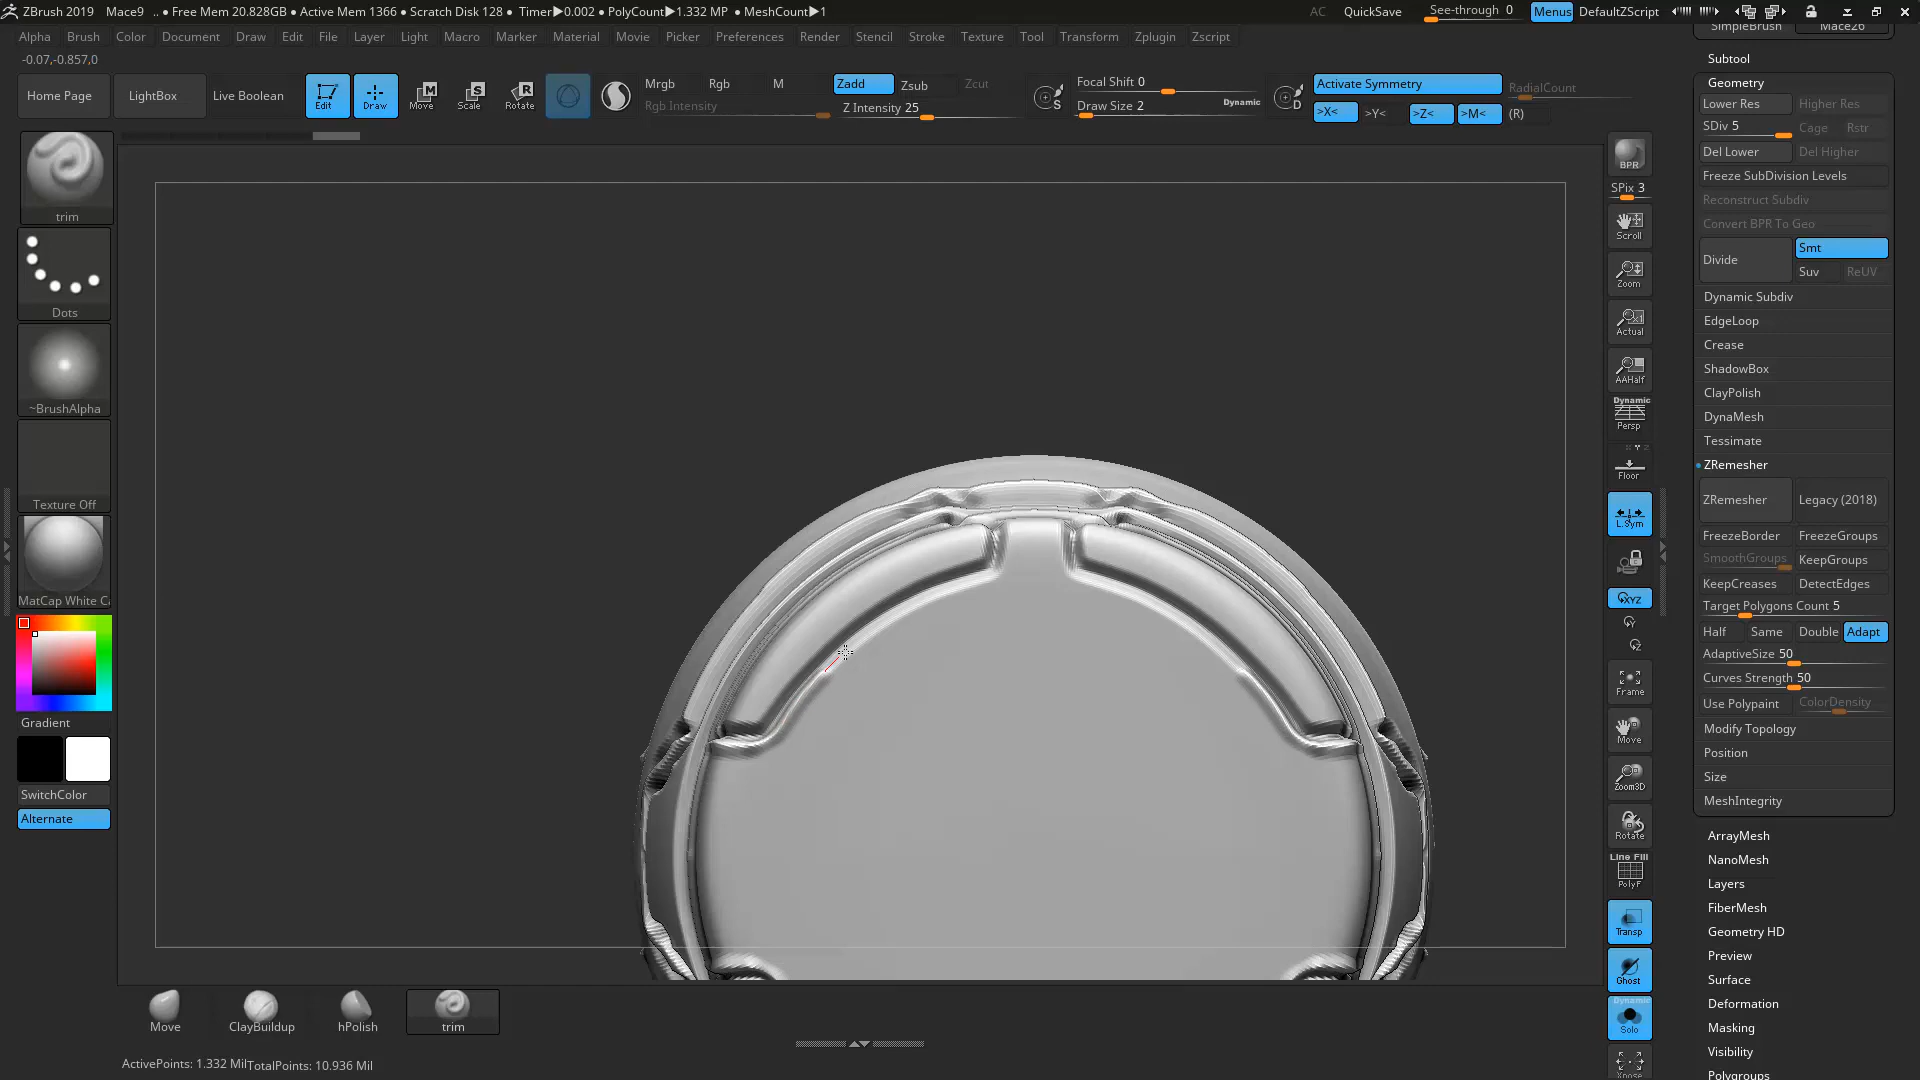 ZBrush 2019 Mace9 .. ● Free Mem 20.828GB ● Active Mem 1366 ● Scratch Disk 128 ● Timer▶0.002 ● PolyCount▶1.332 MP ● MeshCount▶1 AC QuickSave See-through 0 Menus DefaultZScript
Alpha Brush Color Document Draw Edit File Layer Light Macro Marker Material Movie Picker Preferences Render Stencil Stroke Texture Tool Transform Zplugin Zscript
-0.07,-0.857,0
Home Page LightBox Live Boolean Edit Draw Move Scale Rotate
M S R
Mrgb Rgb M Zadd Zsub Zcut
Rgb Intensity Z Intensity 25
S Focal Shift 0
Draw Size 2 Dynamic
D Activate Symmetry RadialCount
>X< >Y< >Z< >M< (R)
trim
Dots
~BrushAlpha
Texture Off
MatCap White Ca
Gradient
SwitchColor
Alternate
BPR
SPix 3
Scroll
Zoom
Actual
AAHalf
Dynamic
Persp
Floor
L.Sym
XYZ
Y
Z
Frame
Move
Zoom3D
Rotate
Line Fill
PolyF
Transp
Ghost
Dynamic
Solo
Xpose
SimpleBrush Mace26
Subtool
Geometry
Lower Res Higher Res
SDiv 5 Cage Rstr
Del Lower Del Higher
Freeze SubDivision Levels
Reconstruct Subdiv
Convert BPR To Geo
Divide Smt
Suv ReUV
Dynamic Subdiv
EdgeLoop
Crease
ShadowBox
ClayPolish
DynaMesh
Tessimate
ZRemesher
ZRemesher Legacy (2018)
FreezeBorder FreezeGroups
SmoothGroups KeepGroups
KeepCreases DetectEdges
Target Polygons Count 5
Half Same Double Adapt
AdaptiveSize 50
Curves Strength 50
Use Polypaint ColorDensity
Modify Topology
Position
Size
MeshIntegrity
ArrayMesh
NanoMesh
Layers
FiberMesh
Geometry HD
Preview
Surface
Deformation
Masking
Visibility
Polygroups
Move ClayBuildup hPolish trim
ActivePoints: 1.332 Mil TotalPoints: 10.936 Mil